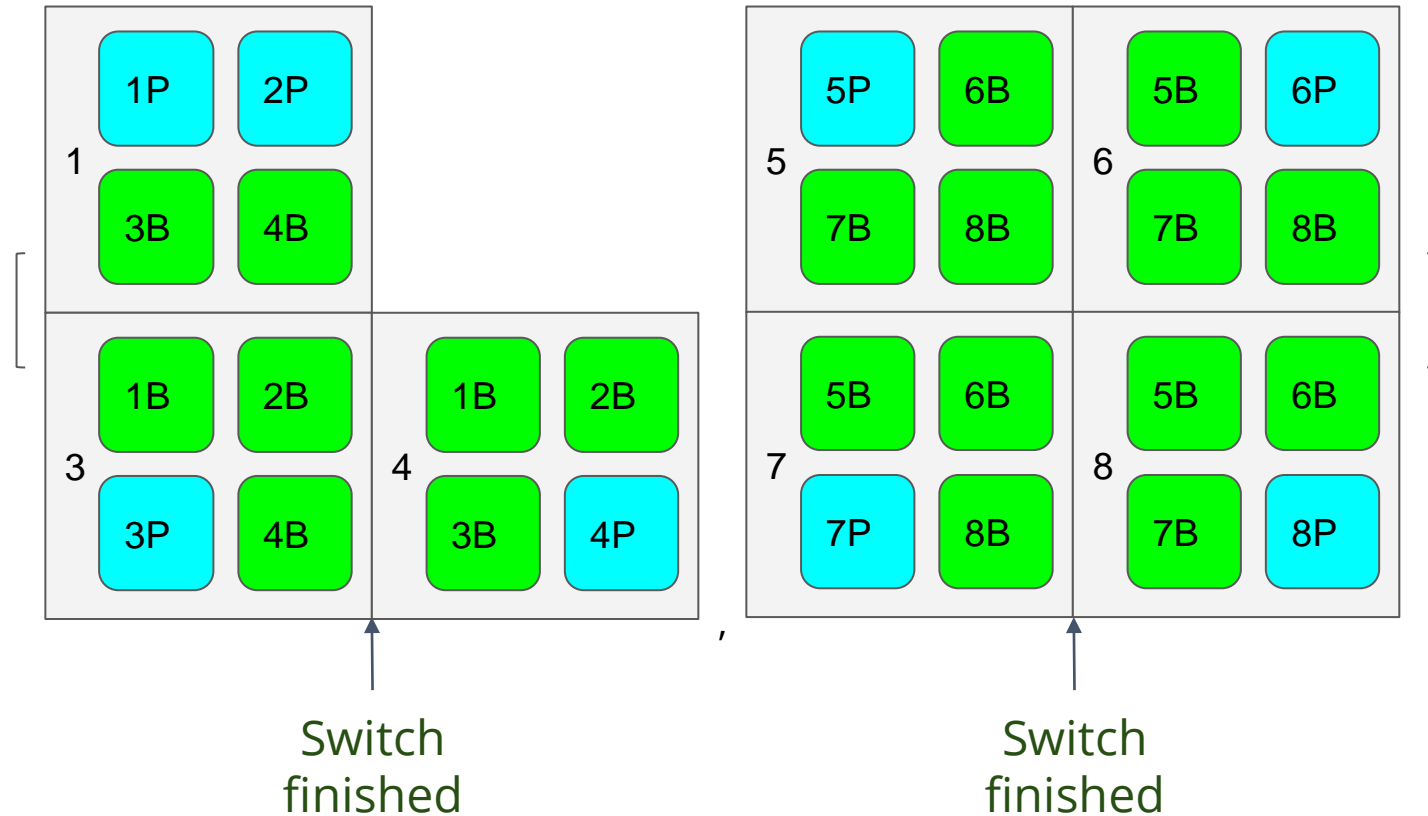 1P 2P
1
3B 4B
5P 6B
5
7B 8B
5B 6P
6
7B 8B
[
1B 2B
3
3P 4B
1B 2B
4
3B 4P
,
5B 6B
7
7P 8B
5B 6B
8
7B 8P
Switch
finished
Switch
finished